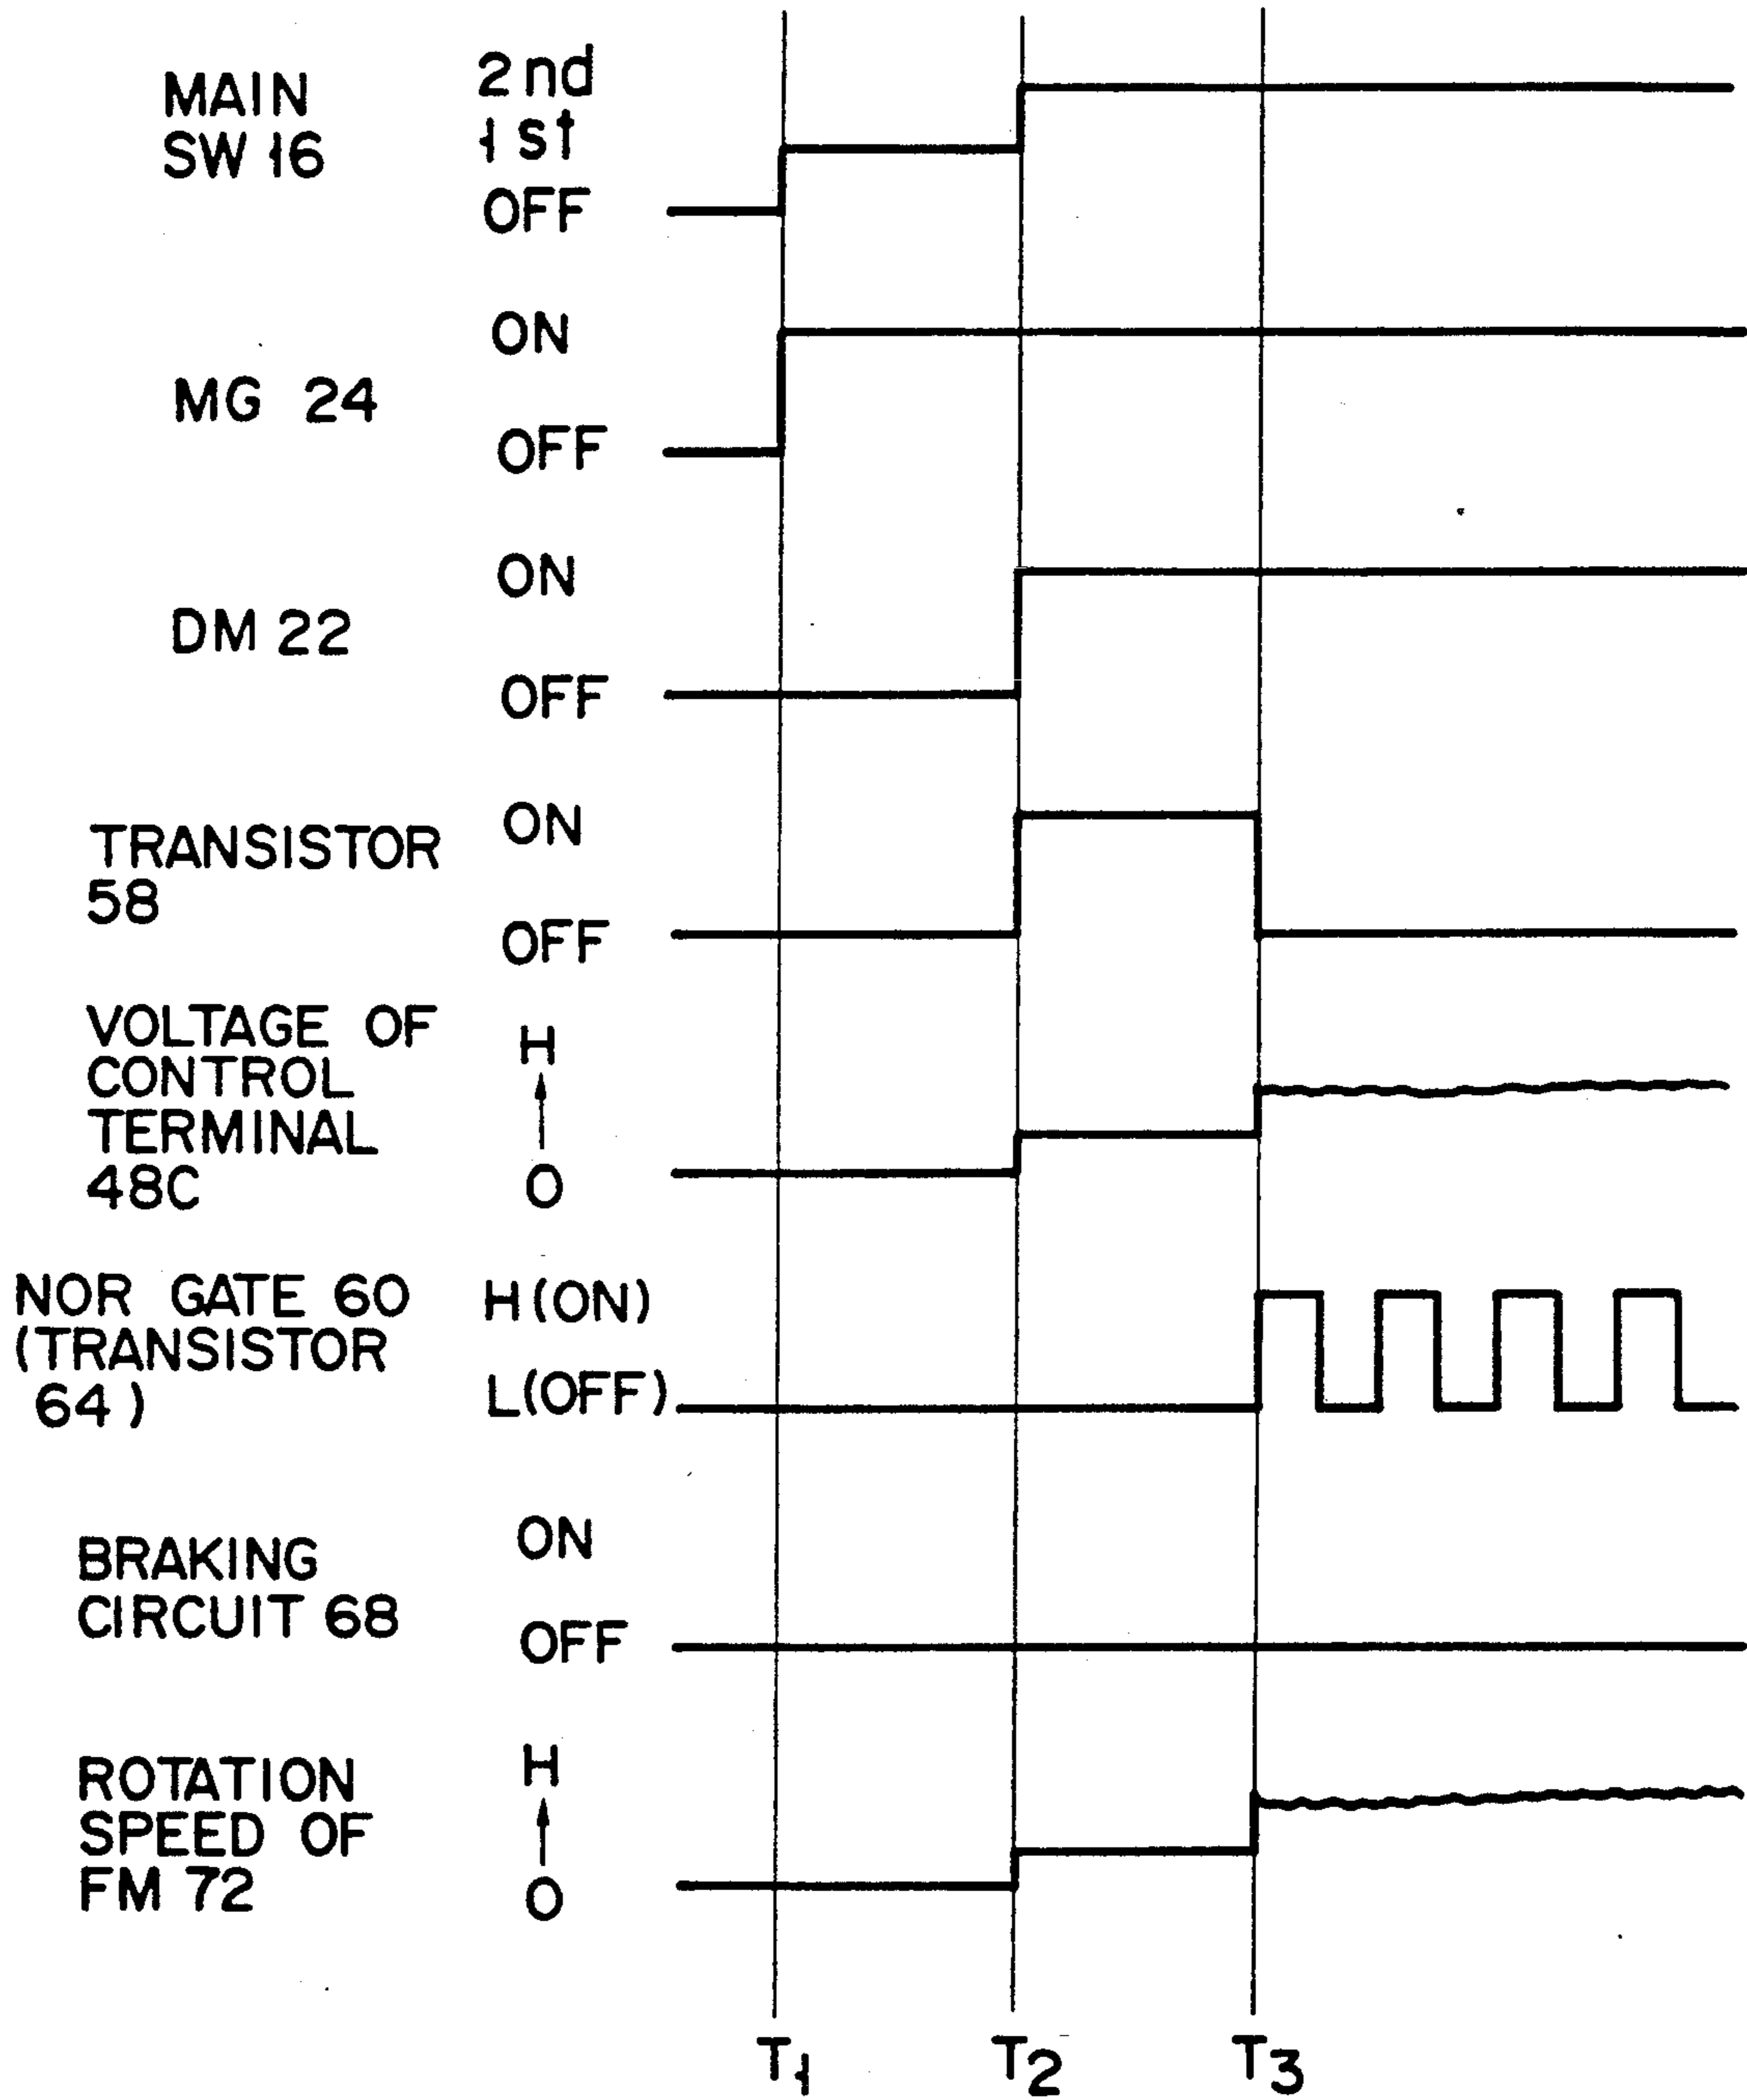 MAIN
SW 16
2nd
1st
OFF
MG 24
ON
OFF
DM 22
ON
OFF
TRANSISTOR
58
ON
OFF
VOLTAGE OF
CONTROL
TERMINAL
48C
H
O
NOR GATE 60
(TRANSISTOR
64)
H(ON)
L(OFF)
BRAKING
CIRCUIT 68
ON
OFF
ROTATION
SPEED OF
FM 72
H
O
T1
T2
T3